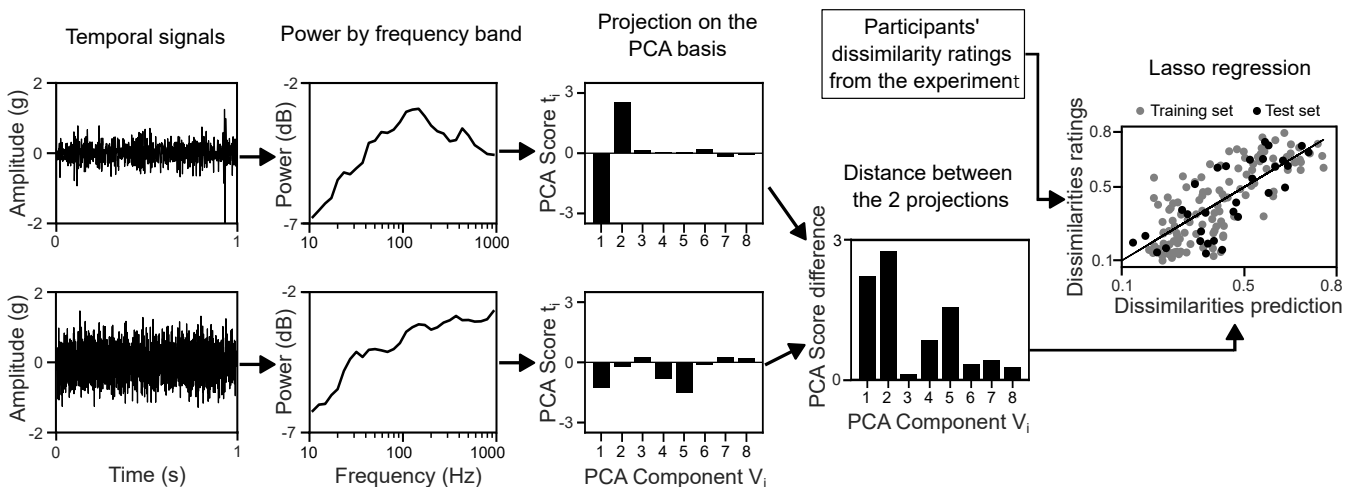 Temporal signals
Power by frequency band
Projection on the
PCA basis
Participants'
dissimilarity ratings
from the experiment
Lasso regression
Training set
Test set
Amplitude (g)
2
0
-2
0
1
Power (dB)
-2
-7
10
100
1000
PCA Score t_i
3
0
-3
1 2 3 4 5 6 7 8
Distance between
the 2 projections
PCA Score difference
3
0
1 2 3 4 5 6 7 8
PCA Component V_i
Dissimilarities ratings
0.8
0.5
0.1
0.1
0.5
0.8
Dissimilarities prediction
Amplitude (g)
2
0
-2
0
1
Time (s)
Power (dB)
-2
-7
10
100
1000
Frequency (Hz)
PCA Score t_i
3
0
-3
1 2 3 4 5 6 7 8
PCA Component V_i